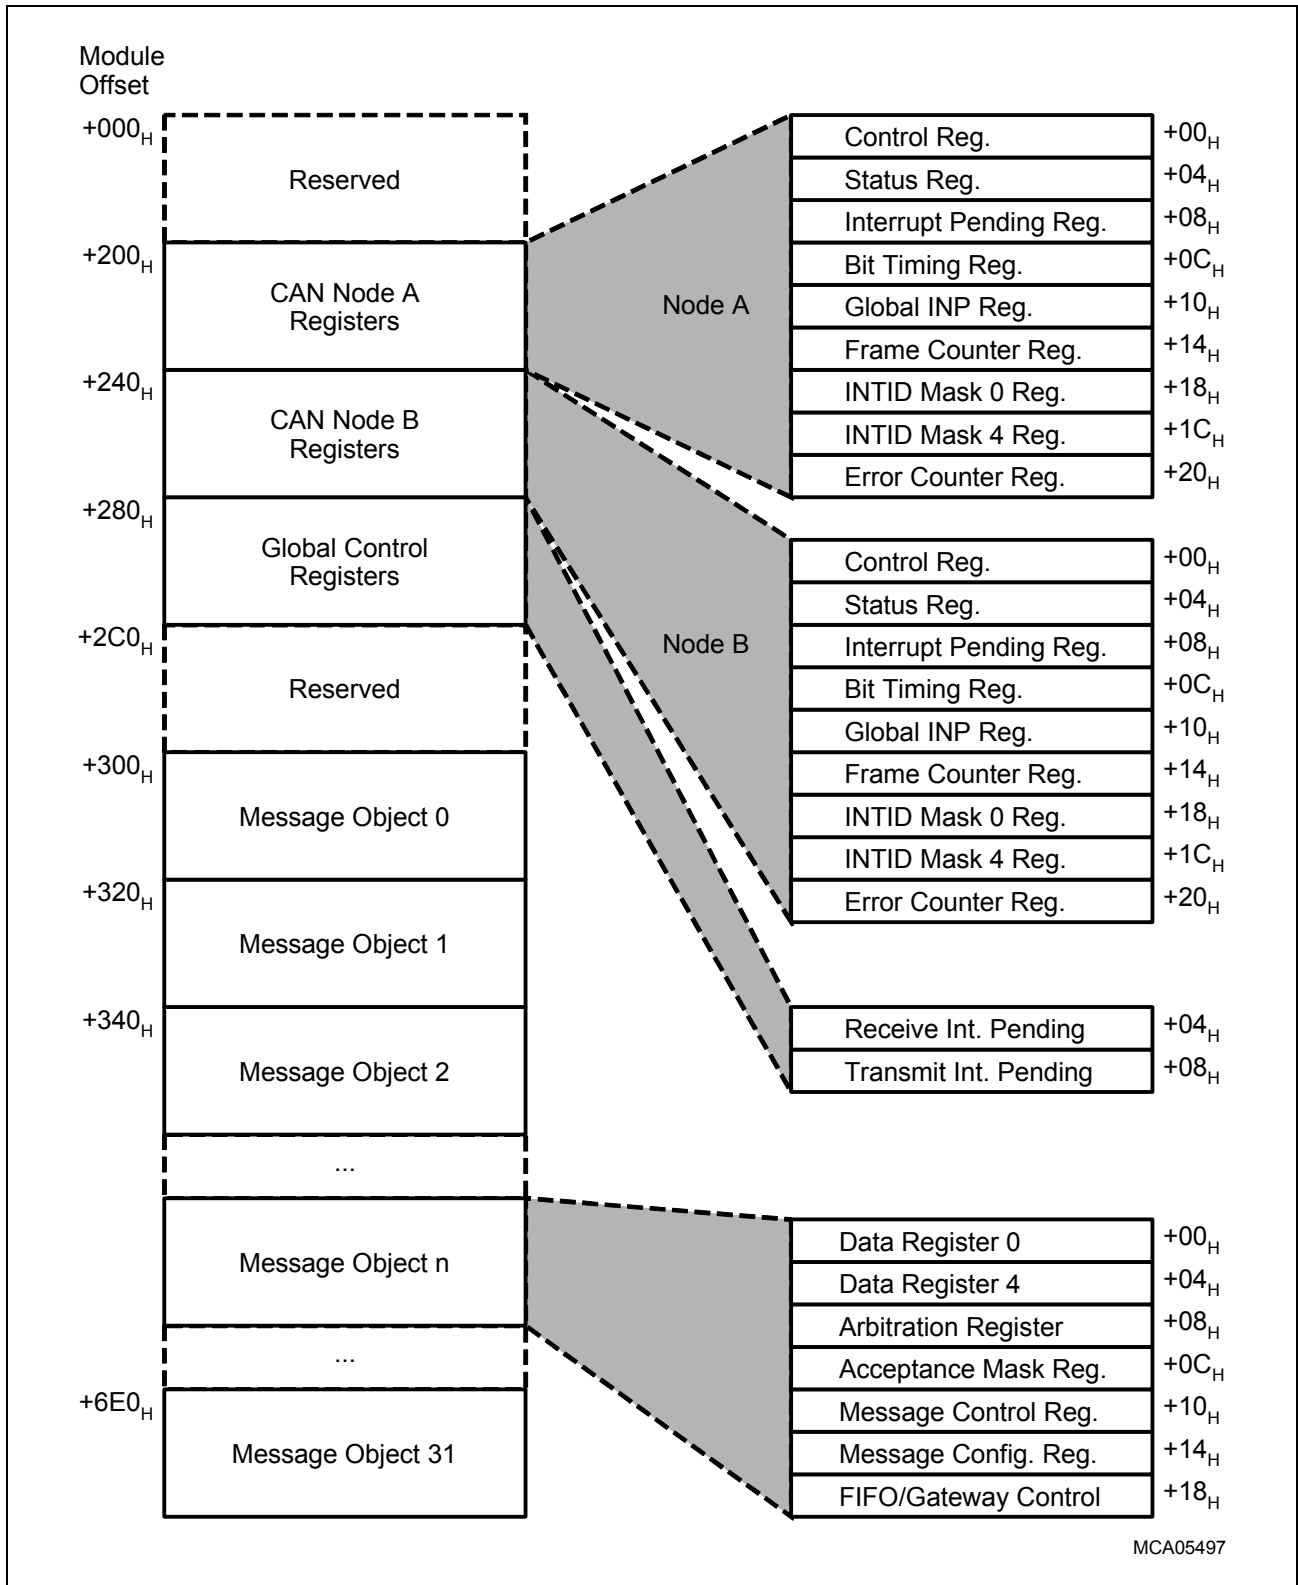 Module
Offset
+000H
Reserved
+200H
CAN Node A
Registers
+240H
CAN Node B
Registers
+280H
Global Control
Registers
+2C0H
Reserved
+300H
Message Object 0
+320H
Message Object 1
+340H
Message Object 2
...
Message Object n
...
+6E0H
Message Object 31
Node A
Control Reg. +00H
Status Reg. +04H
Interrupt Pending Reg. +08H
Bit Timing Reg. +0CH
Global INP Reg. +10H
Frame Counter Reg. +14H
INTID Mask 0 Reg. +18H
INTID Mask 4 Reg. +1CH
Error Counter Reg. +20H
Node B
Control Reg. +00H
Status Reg. +04H
Interrupt Pending Reg. +08H
Bit Timing Reg. +0CH
Global INP Reg. +10H
Frame Counter Reg. +14H
INTID Mask 0 Reg. +18H
INTID Mask 4 Reg. +1CH
Error Counter Reg. +20H
Receive Int. Pending +04H
Transmit Int. Pending +08H
Data Register 0 +00H
Data Register 4 +04H
Arbitration Register +08H
Acceptance Mask Reg. +0CH
Message Control Reg. +10H
Message Config. Reg. +14H
FIFO/Gateway Control +18H
MCA05497